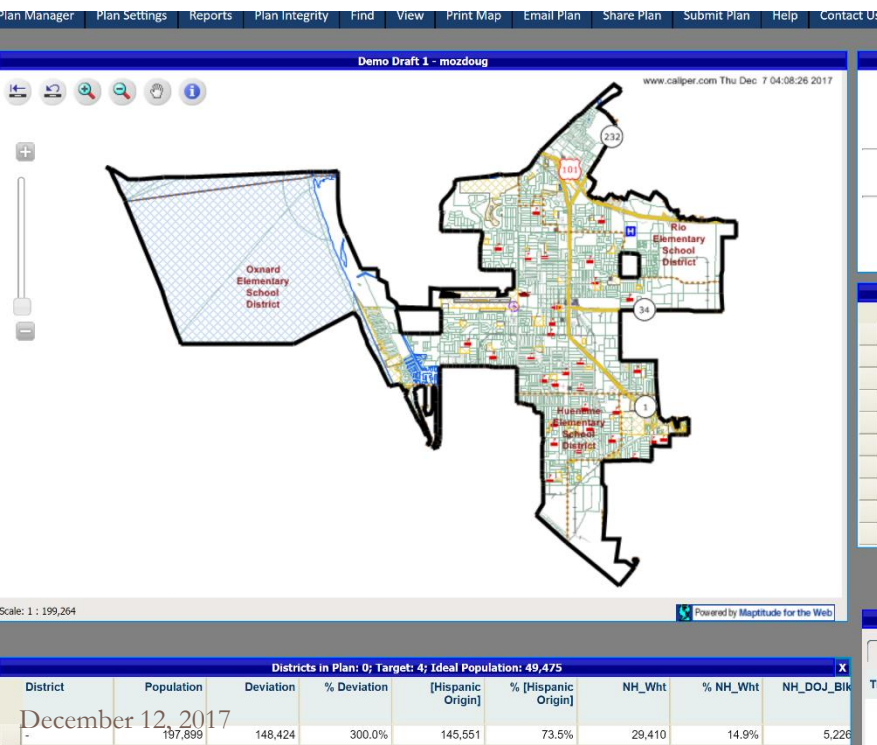 Plan Manager Plan Settings Reports Plan Integrity Find View Print Map Email Plan Share Plan Submit Plan Help Contact Us
Demo Draft 1 - mozdoug
www.caliper.com Thu Dec 7 04:08:26 2017
232
101
H
Rio
Elementary
School
District
Oxnard
Elementary
School
District
34
1
Hueneme
Elementary
School
District
Scale: 1 : 199,264
Powered by Maptitude for the Web
Districts in Plan: 0; Target: 4; Ideal Population: 49,475 X
District Population Deviation % Deviation [Hispanic Origin] % [Hispanic Origin] NH_Wht % NH_Wht NH_DOJ_Blk
December 12, 2017
- 197,899 148,424 300.0% 145,551 73.5% 29,410 14.9% 5,226